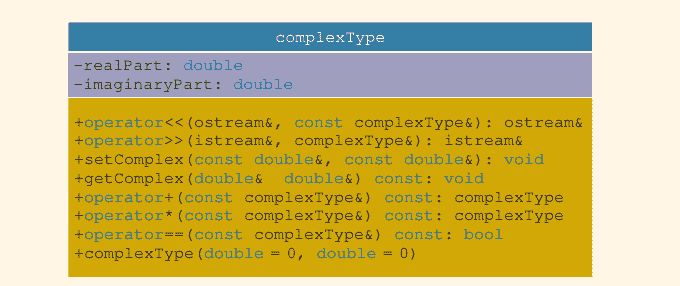 complexType
-realPart: double
-imaginaryPart: double
+operator<<(ostream&, const complexType&): ostream&
+operator>>(istream&, complexType&): istream&
+setComplex(const double&, const double&): void
+getComplex(double&  double&) const: void
+operator+(const complexType&) const: complexType
+operator*(const complexType&) const: complexType
+operator==(const complexType&) const: bool
+complexType(double = 0, double = 0)